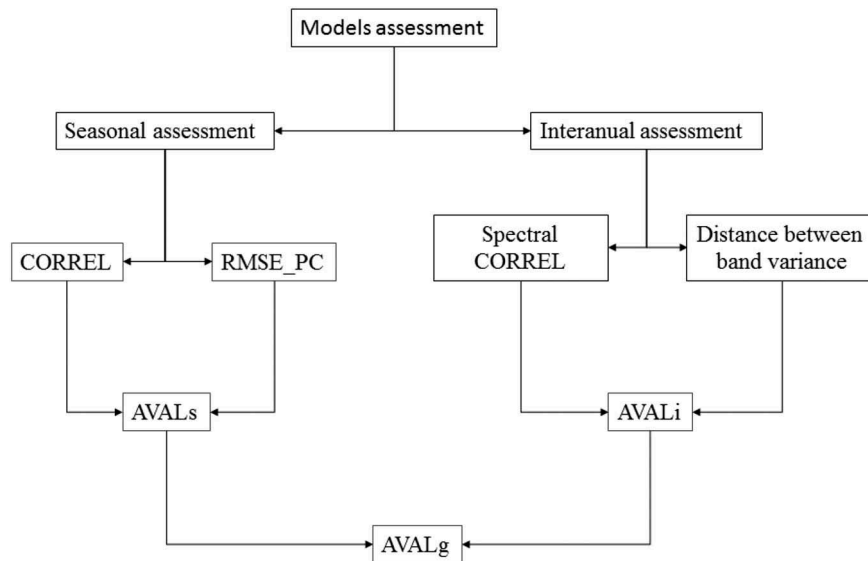 Models assessment
Seasonal assessment
Interanual assessment
CORREL
RMSE_PC
Spectral
CORREL
Distance between
band variance
AVALs
AVALi
AVALg